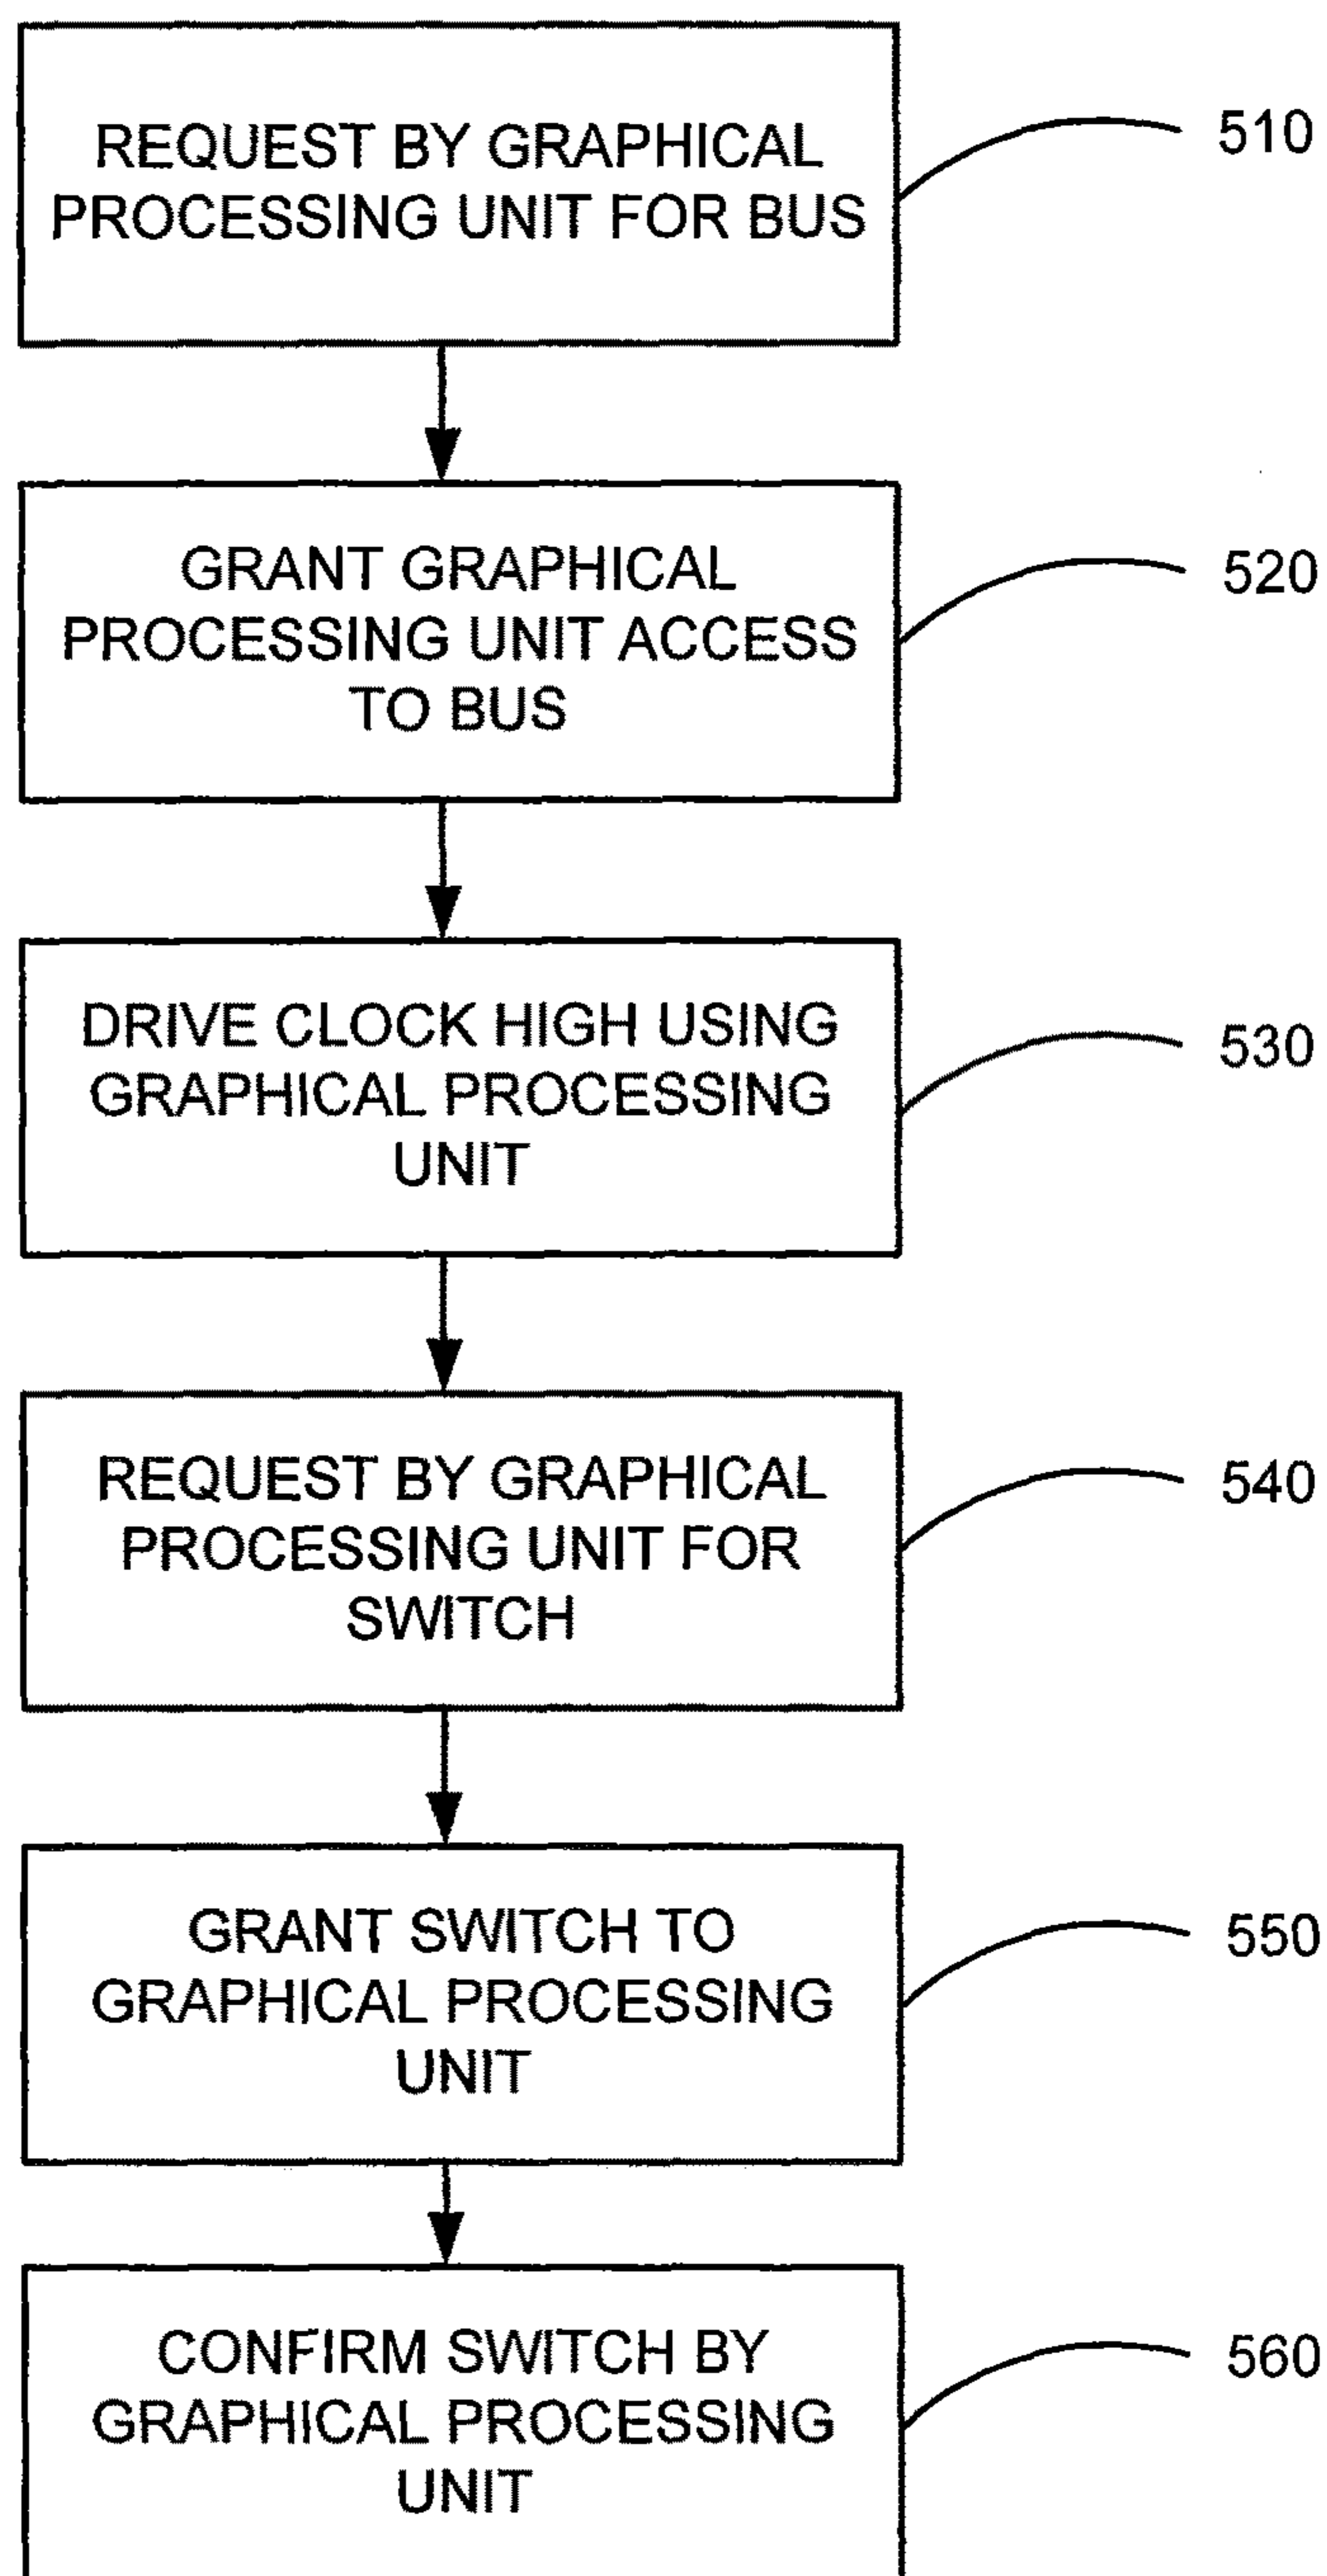 REQUEST BY GRAPHICAL
PROCESSING UNIT FOR BUS
510
GRANT GRAPHICAL
PROCESSING UNIT ACCESS
TO BUS
520
DRIVE CLOCK HIGH USING
GRAPHICAL PROCESSING
UNIT
530
REQUEST BY GRAPHICAL
PROCESSING UNIT FOR
SWITCH
540
GRANT SWITCH TO
GRAPHICAL PROCESSING
UNIT
550
CONFIRM SWITCH BY
GRAPHICAL PROCESSING
UNIT
560